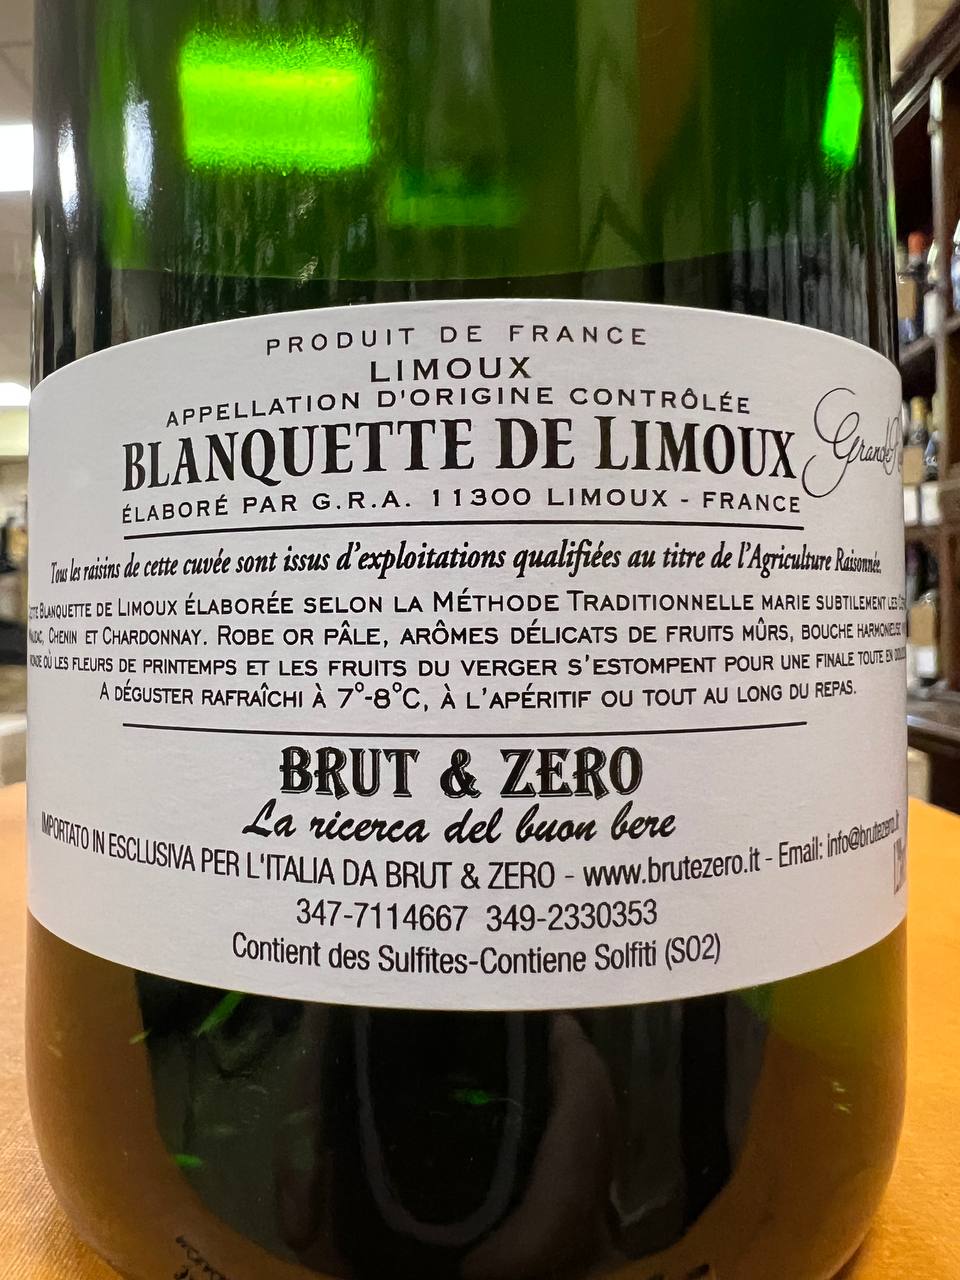 PRODUIT DE FRANCE
LIMOUX
APPELLATION D'ORIGINE CONTRÔLÉE
BLANQUETTE DE LIMOUX
Grande
ÉLABORÉ PAR G.R.A. 11300 LIMOUX - FRANCE
Tous les raisins de cette cuvée sont issus d'exploitations qualifiées au titre de l'Agriculture Raisonnée.
BLANQUETTE DE LIMOUX ÉLABORÉE SELON LA MÉTHODE TRADITIONNELLE MARIE SUBTILEMENT LES
CHENIN ET CHARDONNAY. ROBE OR PÂLE, ARÔMES DÉLICATS DE FRUITS MÛRS, BOUCHE HARMONIEUSE
OÙ LES FLEURS DE PRINTEMPS ET LES FRUITS DU VERGER S'ESTOMPENT POUR UNE FINALE TOUTE EN
A DÉGUSTER RAFRAÎCHI À 7°-8°C, À L'APÉRITIF OU TOUT AU LONG DU REPAS.
BRUT & ZERO
La ricerca del buon bere
IMPORTATO IN ESCLUSIVA PER L'ITALIA DA BRUT & ZERO - www.brutezero.it - Email: info@brutezero.it
347-7114667 349-2330353
Contient des Sulfites-Contiene Solfiti (SO2)